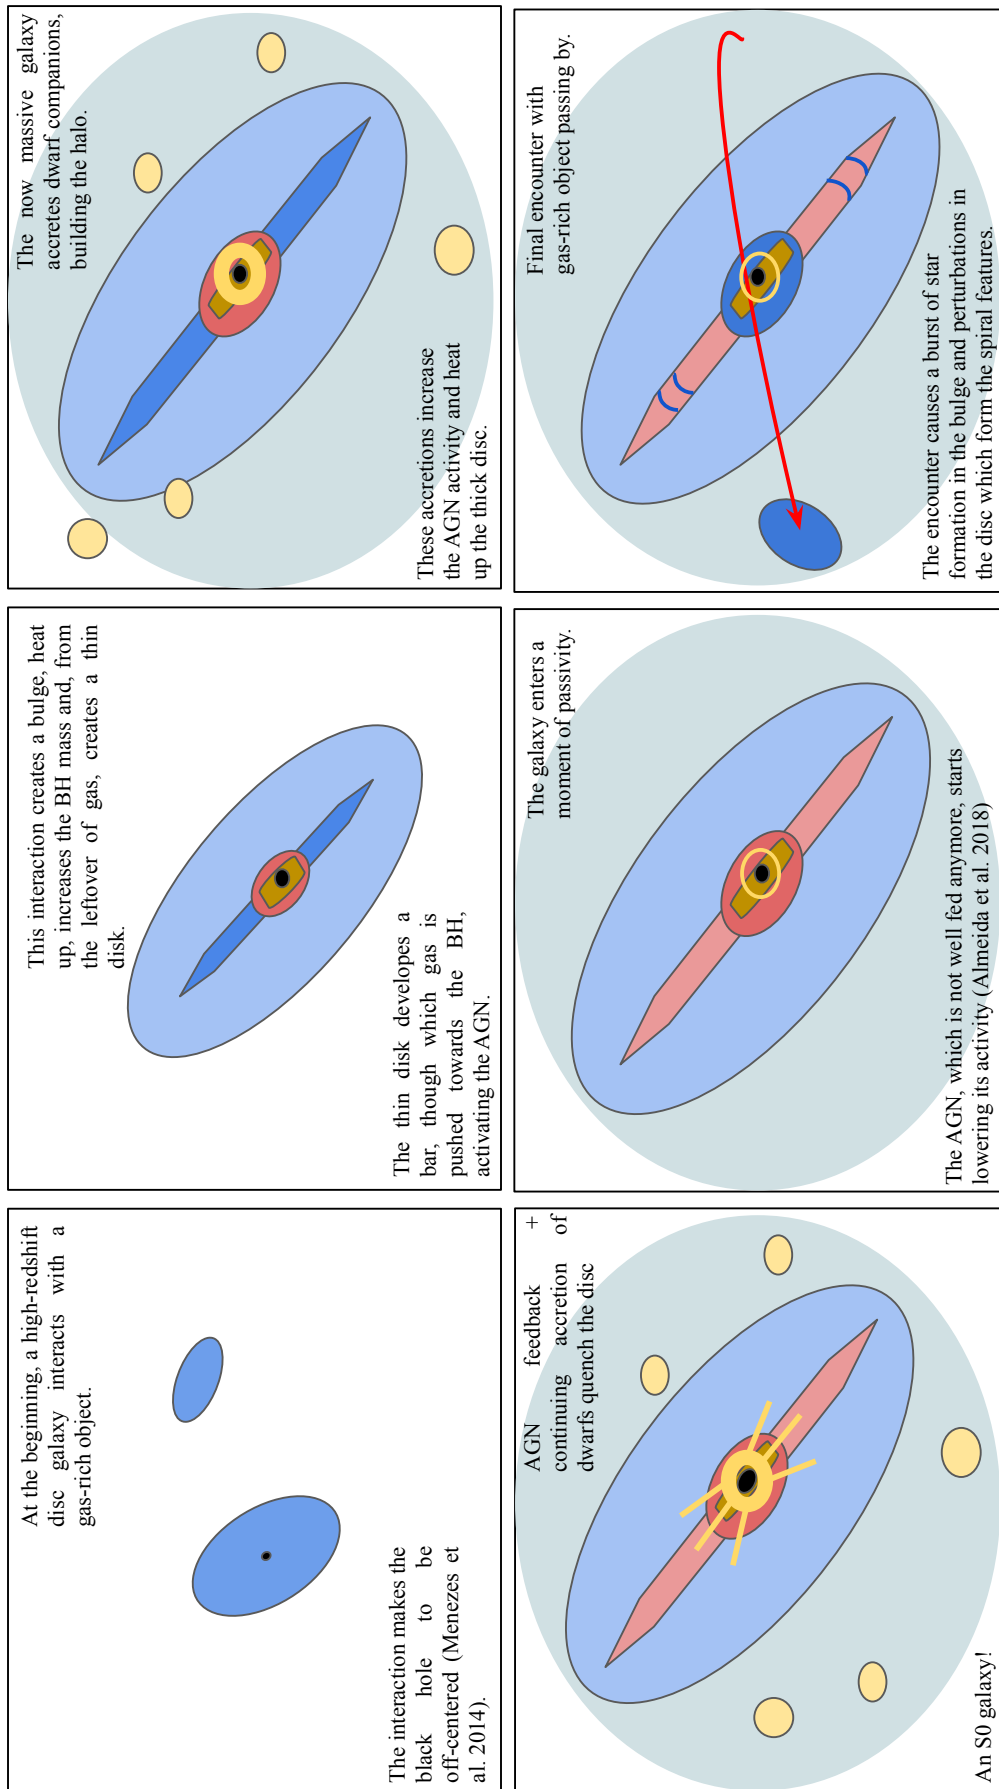 At the beginning, a high-redshift
disc galaxy interacts with a
gas-rich object.
The interaction makes the
black hole to be
off-centered (Menezes et
al. 2014).
This interaction creates a bulge, heat
up, increases the BH mass and, from
the leftover of gas, creates a thin
disk.
The thin disk developes a
bar, though which gas is
pushed towards the BH,
activating the AGN.
The now massive galaxy
accretes dwarf companions,
building the halo.
These accretions increase
the AGN activity and heat
up the thick disc.
AGN feedback +
continuing accretion of
dwarfs quench the disc
An S0 galaxy!
The galaxy enters a
moment of passivity.
The AGN, which is not well fed anymore, starts
lowering its activity (Almeida et al. 2018)
Final encounter with
gas-rich object passing by.
The encounter causes a burst of star
formation in the bulge and perturbations in
the disc which form the spiral features.